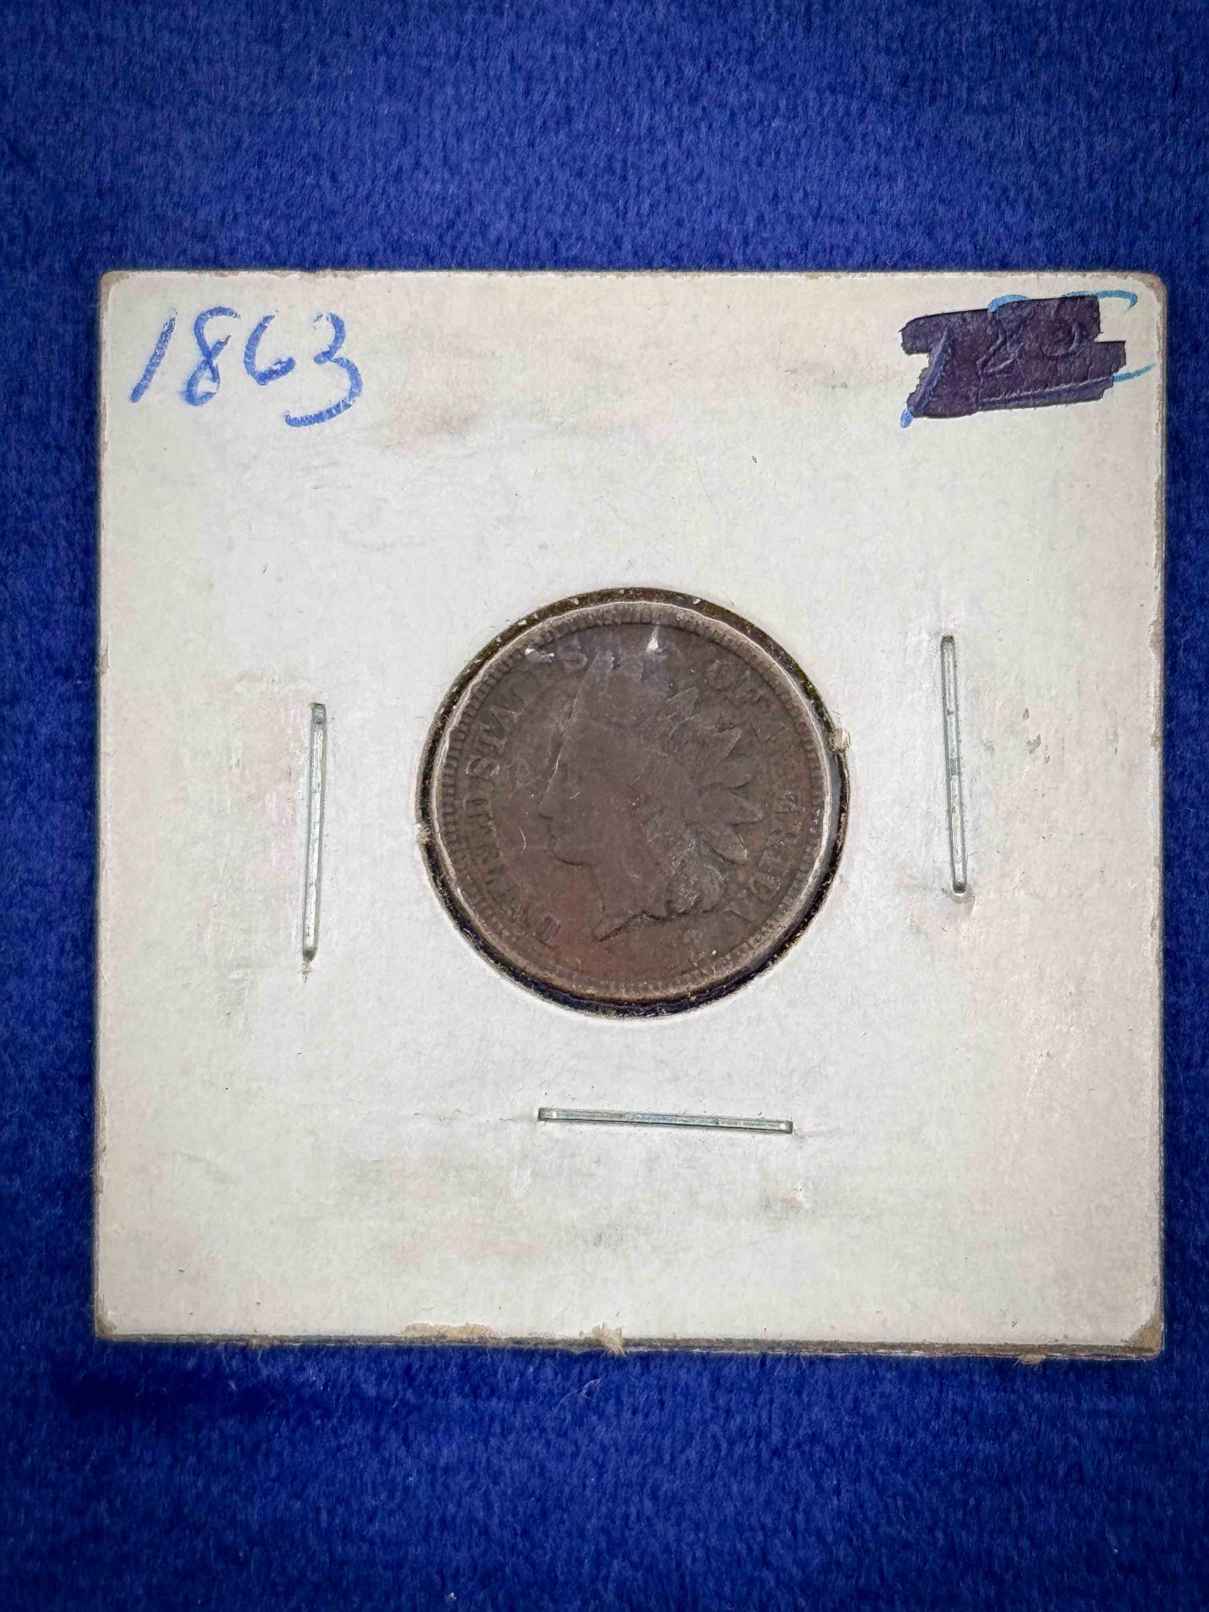 1863
UNITED STATES OF AMERICA